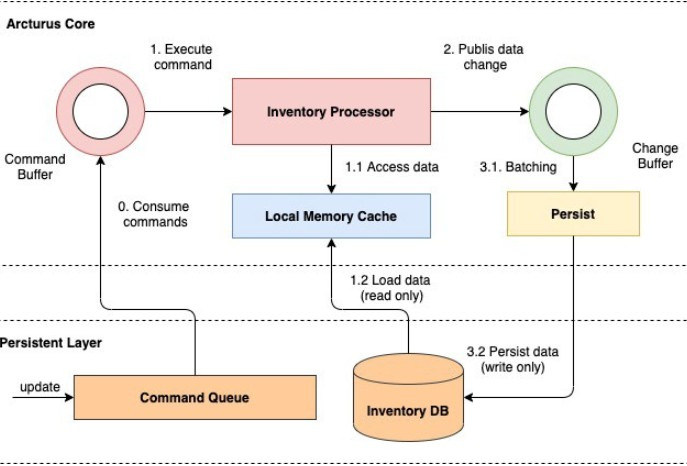 Arcturus Core
1. Execute
command
2. Publis data
change
Inventory Processor
Command
Buffer
1.1 Access data
3.1. Batching
Change
Buffer
0. Consume
commands
Local Memory Cache
Persist
1.2 Load data
(read only)
Persistent Layer
3.2 Persist data
(write only)
update
Command Queue
Inventory DB